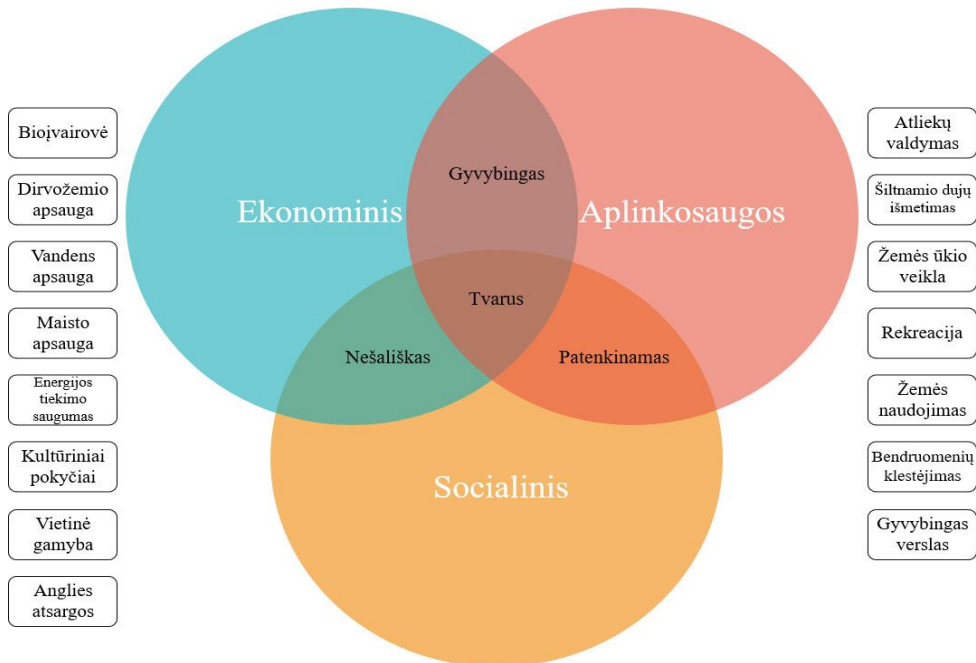 Bioįvairovė
Dirvožemio
apsauga
Vandens
apsauga
Maisto
apsauga
Energijos
tiekimo
saugumas
Kultūriniai
pokyčiai
Vietinė
gamyba
Anglies
atsargos
Ekonominis
Gyvybingas
Aplinkosaugos
Tvarus
Nešališkas
Patenkinamas
Socialinis
Atliekų
valdymas
Šiltnamio dujų
išmetimas
Žemės ūkio
veikla
Rekreacija
Žemės
naudojimas
Bendruomenių
klestėjimas
Gyvybingas
verslas